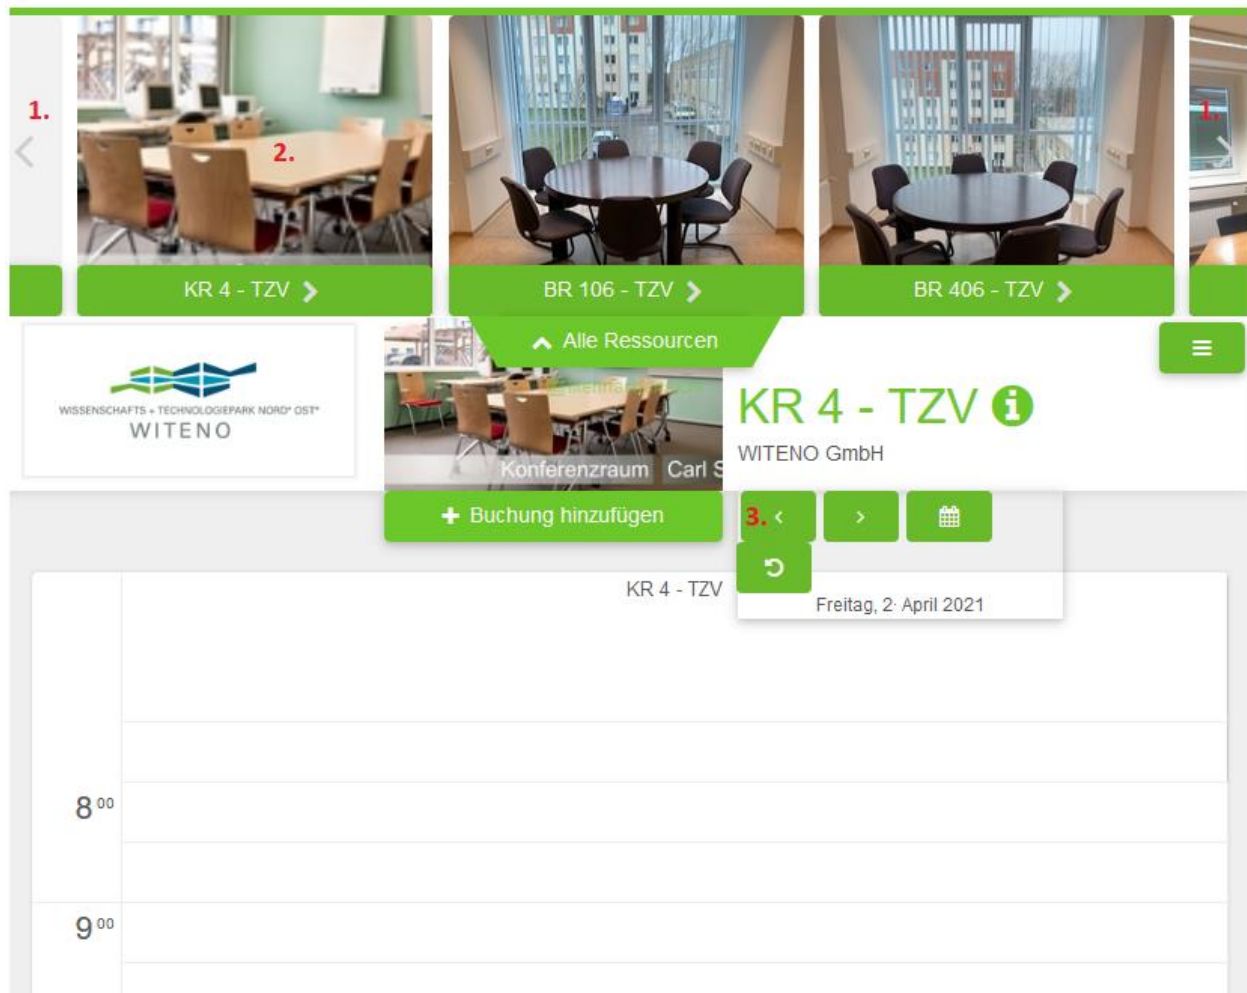 1.
2.
1.
KR 4 - TZV
BR 106 - TZV
BR 406 - TZV
Alle Ressourcen
WISSENSCHAFTS + TECHNOLOGIEPARK NORD° OST°
WITENO
Konferenzraum Carl S
KR 4 - TZV
WITENO GmbH
+ Buchung hinzufügen
3.
KR 4 - TZV
Freitag, 2· April 2021
8 00
9 00